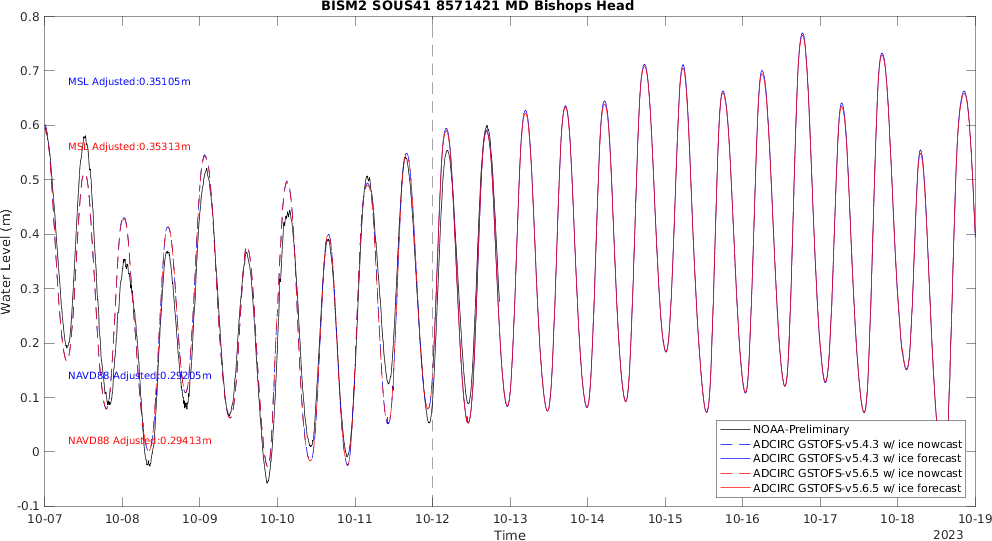 BISM2 SOUS41 8571421 MD Bishops Head
0.8
0.7
0.6
0.5
0.4
0.3
0.2
0.1
0
-0.1
Water Level (m)
MSL Adjusted:0.35105m
MSL Adjusted:0.35313m
NAVD88 Adjusted:0.29205m
NAVD88 Adjusted:0.29413m
NOAA-Preliminary
ADCIRC GSTOFS-v5.4.3 w/ ice nowcast
ADCIRC GSTOFS-v5.4.3 w/ ice forecast
ADCIRC GSTOFS-v5.6.5 w/ ice nowcast
ADCIRC GSTOFS-v5.6.5 w/ ice forecast
10-07 10-08 10-09 10-10 10-11 10-12 10-13 10-14 10-15 10-16 10-17 10-18 10-19
Time
2023